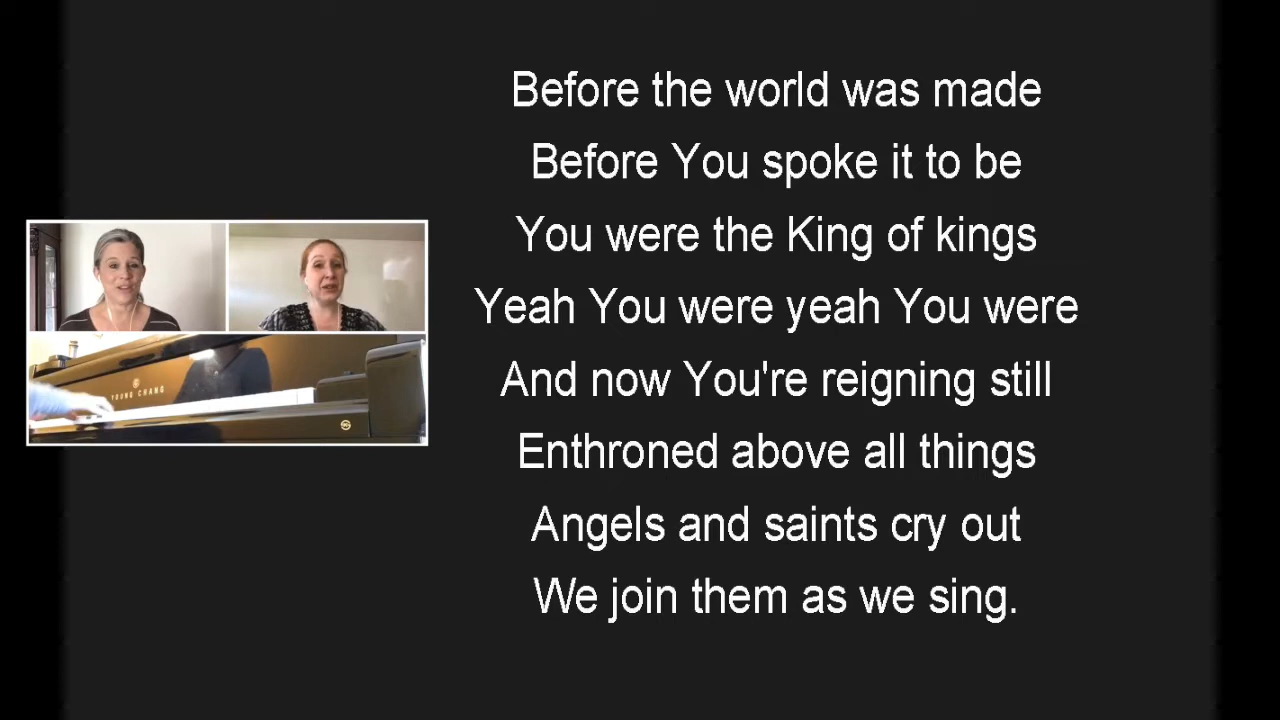 Before the world was made
Before You spoke it to be
You were the King of kings
Yeah You were yeah You were
And now You're reigning still
Enthroned above all things
Angels and saints cry out
We join them as we sing.
YOUNG CHANG